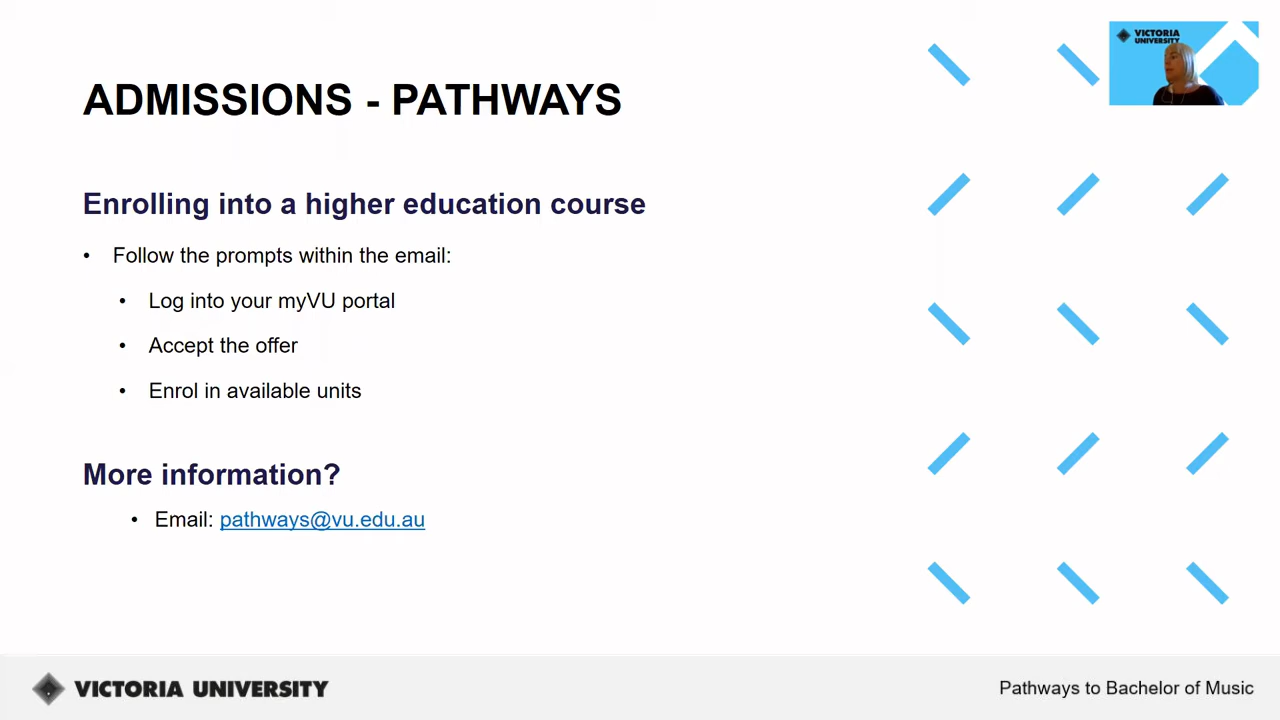 VICTORIA
UNIVERSITY
ADMISSIONS - PATHWAYS
Enrolling into a higher education course
• Follow the prompts within the email:
• Log into your myVU portal
• Accept the offer
• Enrol in available units
More information?
• Email: pathways@vu.edu.au
VICTORIA UNIVERSITY
Pathways to Bachelor of Music